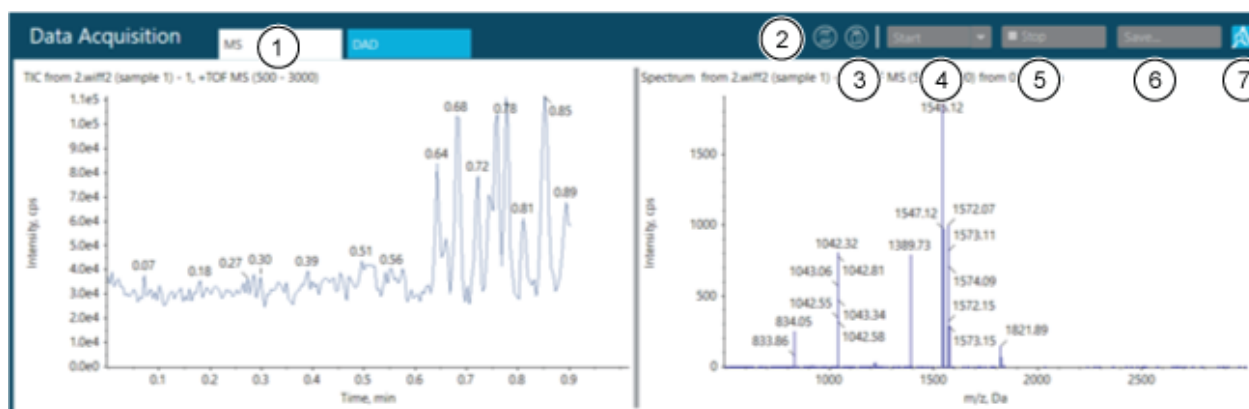 Data Acquisition
MS
1
DAD
2
3
Start
4
Stop
5
Save...
6
7
TIC from 2.wiff2 (sample 1) - 1, +TOF MS (500 - 3000)
1.1e5
1.0e5
9.0e4
8.0e4
7.0e4
6.0e4
5.0e4
4.0e4
3.0e4
2.0e4
1.0e4
0.0e0
Intensity, cps
0.07
0.18
0.27
0.30
0.39
0.51
0.56
0.64
0.68
0.72
0.78
0.81
0.85
0.89
0.1
0.2
0.3
0.4
0.5
0.6
0.7
0.8
0.9
Time, min
Spectrum from 2.wiff2 (sample 1) - MS (5 0) from 0
1500
1000
500
0
Intensity, cps
833.86
834.05
1042.32
1043.06
1042.81
1042.55
1043.34
1042.58
1389.73
1547.12
1572.07
1573.11
1574.09
1572.15
1573.15
1821.89
1000
1500
2000
2500
m/z, Da